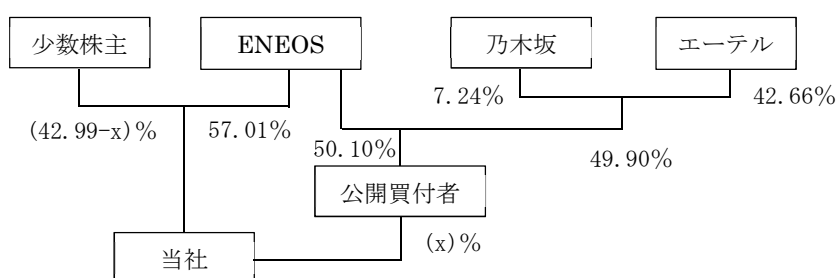 少数株主
ENEOS
乃木坂
エーテル
7.24%
42.66%
(42.99-x)%
57.01%
50.10%
49.90%
公開買付者
(x)%
当社